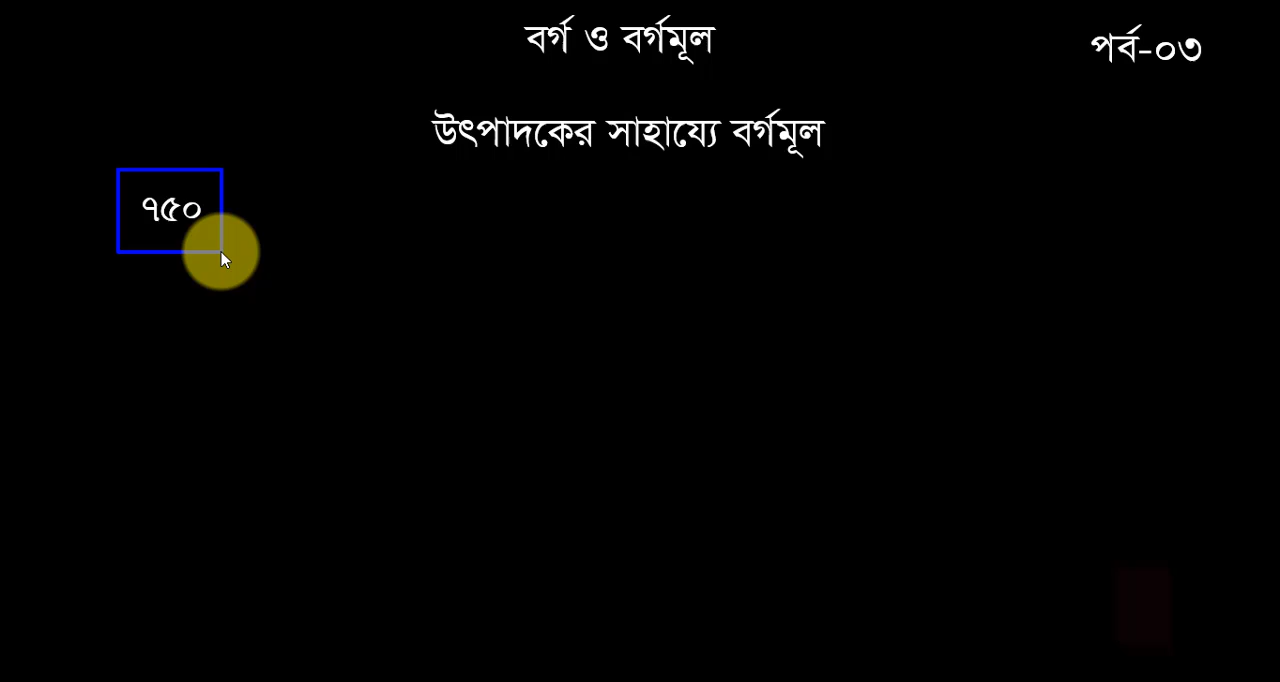 বর্গ ও বর্গমূল
পর্ব-০৩
উৎপাদকের সাহায্যে বর্গমূল
৭৫০